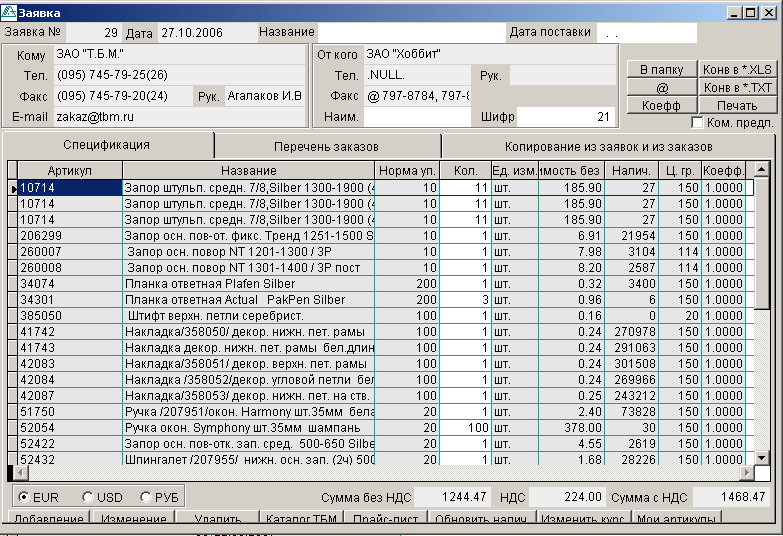 Заявка
Заявка № 29 Дата 27.10.2006 Название Дата поставки . .
Кому ЗАО "Т.Б.М." От кого ЗАО "Хоббит"
Тел. (095) 745-79-25(26) Тел. .NULL. Рук.
Факс (095) 745-79-20(24) Рук. Агалаков И.В Факс @ 797-8784, 797-8
E-mail zakaz@tbm.ru Наим. Шифр 21
В папку Конв в *.XLS
@ Конв в *.TXT
Коефф Печать
Ком. предл.
Спецификация Перечень заказов Копирование из заявок и из заказов
Артикул Название Норма уп. Кол. Ед. изм. имость без Налич. Ц. гр. Коефф.
10714 Запор штульп. средн. 7/8,Silber 1300-1900 (4 10 11 шт. 185.90 27 150 1.0000
10714 Запор штульп. средн. 7/8,Silber 1300-1900 (4 10 11 шт. 185.90 27 150 1.0000
10714 Запор штульп. средн. 7/8,Silber 1300-1900 (4 10 11 шт. 185.90 27 150 1.0000
206299 Запор осн. пов-от. фикс. Тренд 1251-1500 S 10 1 шт. 6.91 21954 150 1.0000
260007 Запор осн. повор NT 1201-1300 / 3P 10 1 шт. 7.98 3104 114 1.0000
260008 Запор осн. повор NT 1301-1400 / 3P пост 10 1 шт. 8.20 2587 114 1.0000
34074 Планка ответная Plafen Silber 200 1 шт. 0.32 3400 150 1.0000
34301 Планка ответная Actual PakPen Silber 200 3 шт. 0.96 6 150 1.0000
385050 Штифт верхн. петли серебрист. 100 1 шт. 0.16 0 20 1.0000
41742 Накладка/358050/ декор. нижн. пет. рамы 100 1 шт. 0.24 270978 150 1.0000
41743 Накладка декор. нижн. пет. рамы бел.длин 100 1 шт. 0.24 291063 150 1.0000
42083 Накладка/358051/ декор. верхн. пет. рамы 100 1 шт. 0.24 301508 150 1.0000
42084 Накладка /358052/декор. угловой петли бел 100 1 шт. 0.24 269966 150 1.0000
42087 Накладка/358053/ декор. нижн. пет. на ств. 100 1 шт. 0.25 243212 150 1.0000
51750 Ручка /207951/окон. Harmony шт.35мм бела 20 1 шт. 2.40 73828 150 1.0000
52054 Ручка окон. Symphony шт.35мм шампань 20 100 шт. 378.00 30 150 1.0000
52422 Запор осн. пов-отк. зап. сред. 500-650 Silbe 20 1 шт. 4.55 2619 150 1.0000
52432 Шпингалет /207955/ нижн. осн. зап. (2ч) 500 20 1 шт. 1.68 28226 150 1.0000
EUR USD РУБ Сумма без НДС 1244.47 НДС 224.00 Сумма с НДС 1468.47
Добавление Изменение Удалить Каталог ТБМ Прайс-лист Обновить налич. Изменить курс Мои артикулы